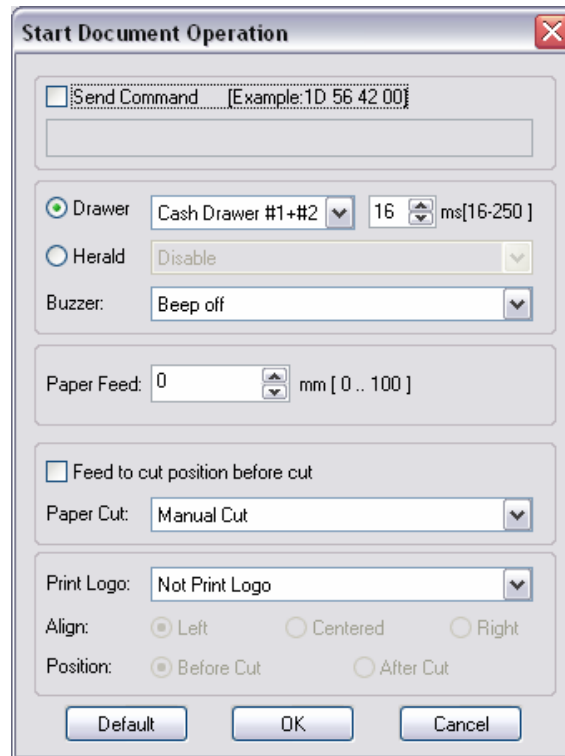 Start Document Operation
Send Command [Example:1D 56 42 00]
Drawer Cash Drawer #1+#2 16 ms[16-250 ]
Herald Disable
Buzzer: Beep off
Paper Feed: 0 mm [ 0 .. 100 ]
Feed to cut position before cut
Paper Cut: Manual Cut
Print Logo: Not Print Logo
Align: Left Centered Right
Position: Before Cut After Cut
Default OK Cancel